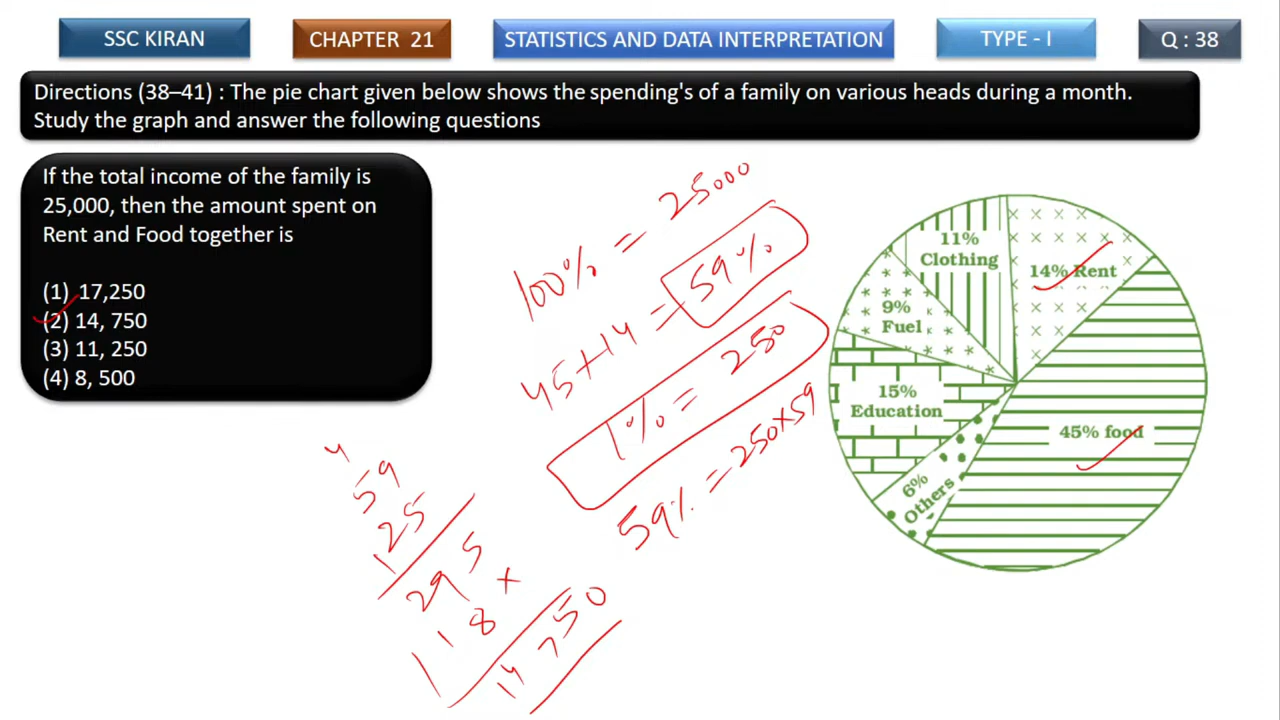 SSC KIRAN
CHAPTER 21
STATISTICS AND DATA INTERPRETATION
TYPE - I
Q : 38
Directions (38–41) : The pie chart given below shows the spending's of a family on various heads during a month.
Study the graph and answer the following questions
If the total income of the family is
25,000, then the amount spent on
Rent and Food together is
(1) 17,250
(2) 14, 750
(3) 11, 250
(4) 8, 500
100% = 25000
45+14 = 59%
1% = 250
59% = 250×59
4
59
25
295
118×
14750
11%
Clothing
14% Rent
9%
Fuel
15%
Education
45% food
6%
Others